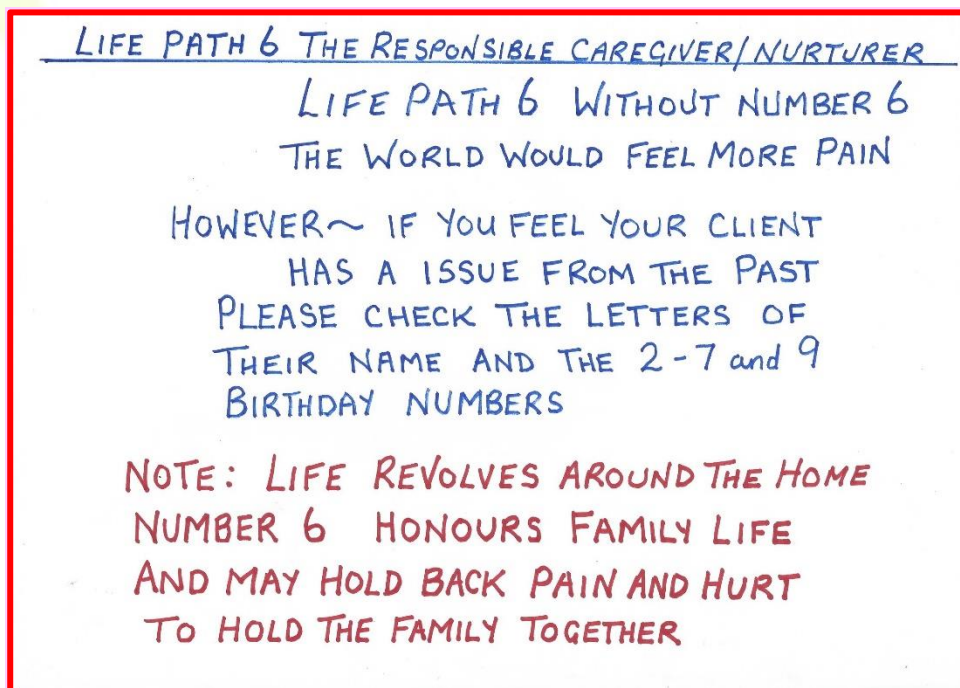 LIFE PATH 6 THE RESPONSIBLE CAREGIVER/NURTURER
LIFE PATH 6 WITHOUT NUMBER 6
THE WORLD WOULD FEEL MORE PAIN
HOWEVER~ IF YOU FEEL YOUR CLIENT
HAS A ISSUE FROM THE PAST
PLEASE CHECK THE LETTERS OF
THEIR NAME AND THE 2-7 and 9
BIRTHDAY NUMBERS
NOTE: LIFE REVOLVES AROUND THE HOME
NUMBER 6 HONOURS FAMILY LIFE
AND MAY HOLD BACK PAIN AND HURT
TO HOLD THE FAMILY TOGETHER